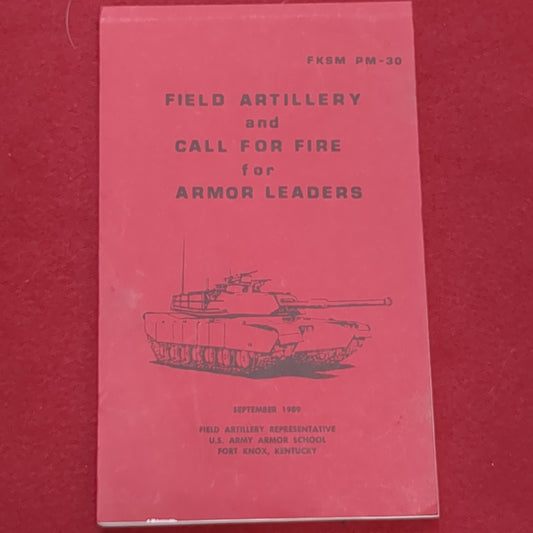 FKSM PM-30
FIELD ARTILLERY
and
CALL FOR FIRE
for
ARMOR LEADERS
SEPTEMBER 1989
FIELD ARTILLERY REPRESENTATIVE
U.S. ARMY ARMOR SCHOOL
FORT KNOX, KENTUCKY